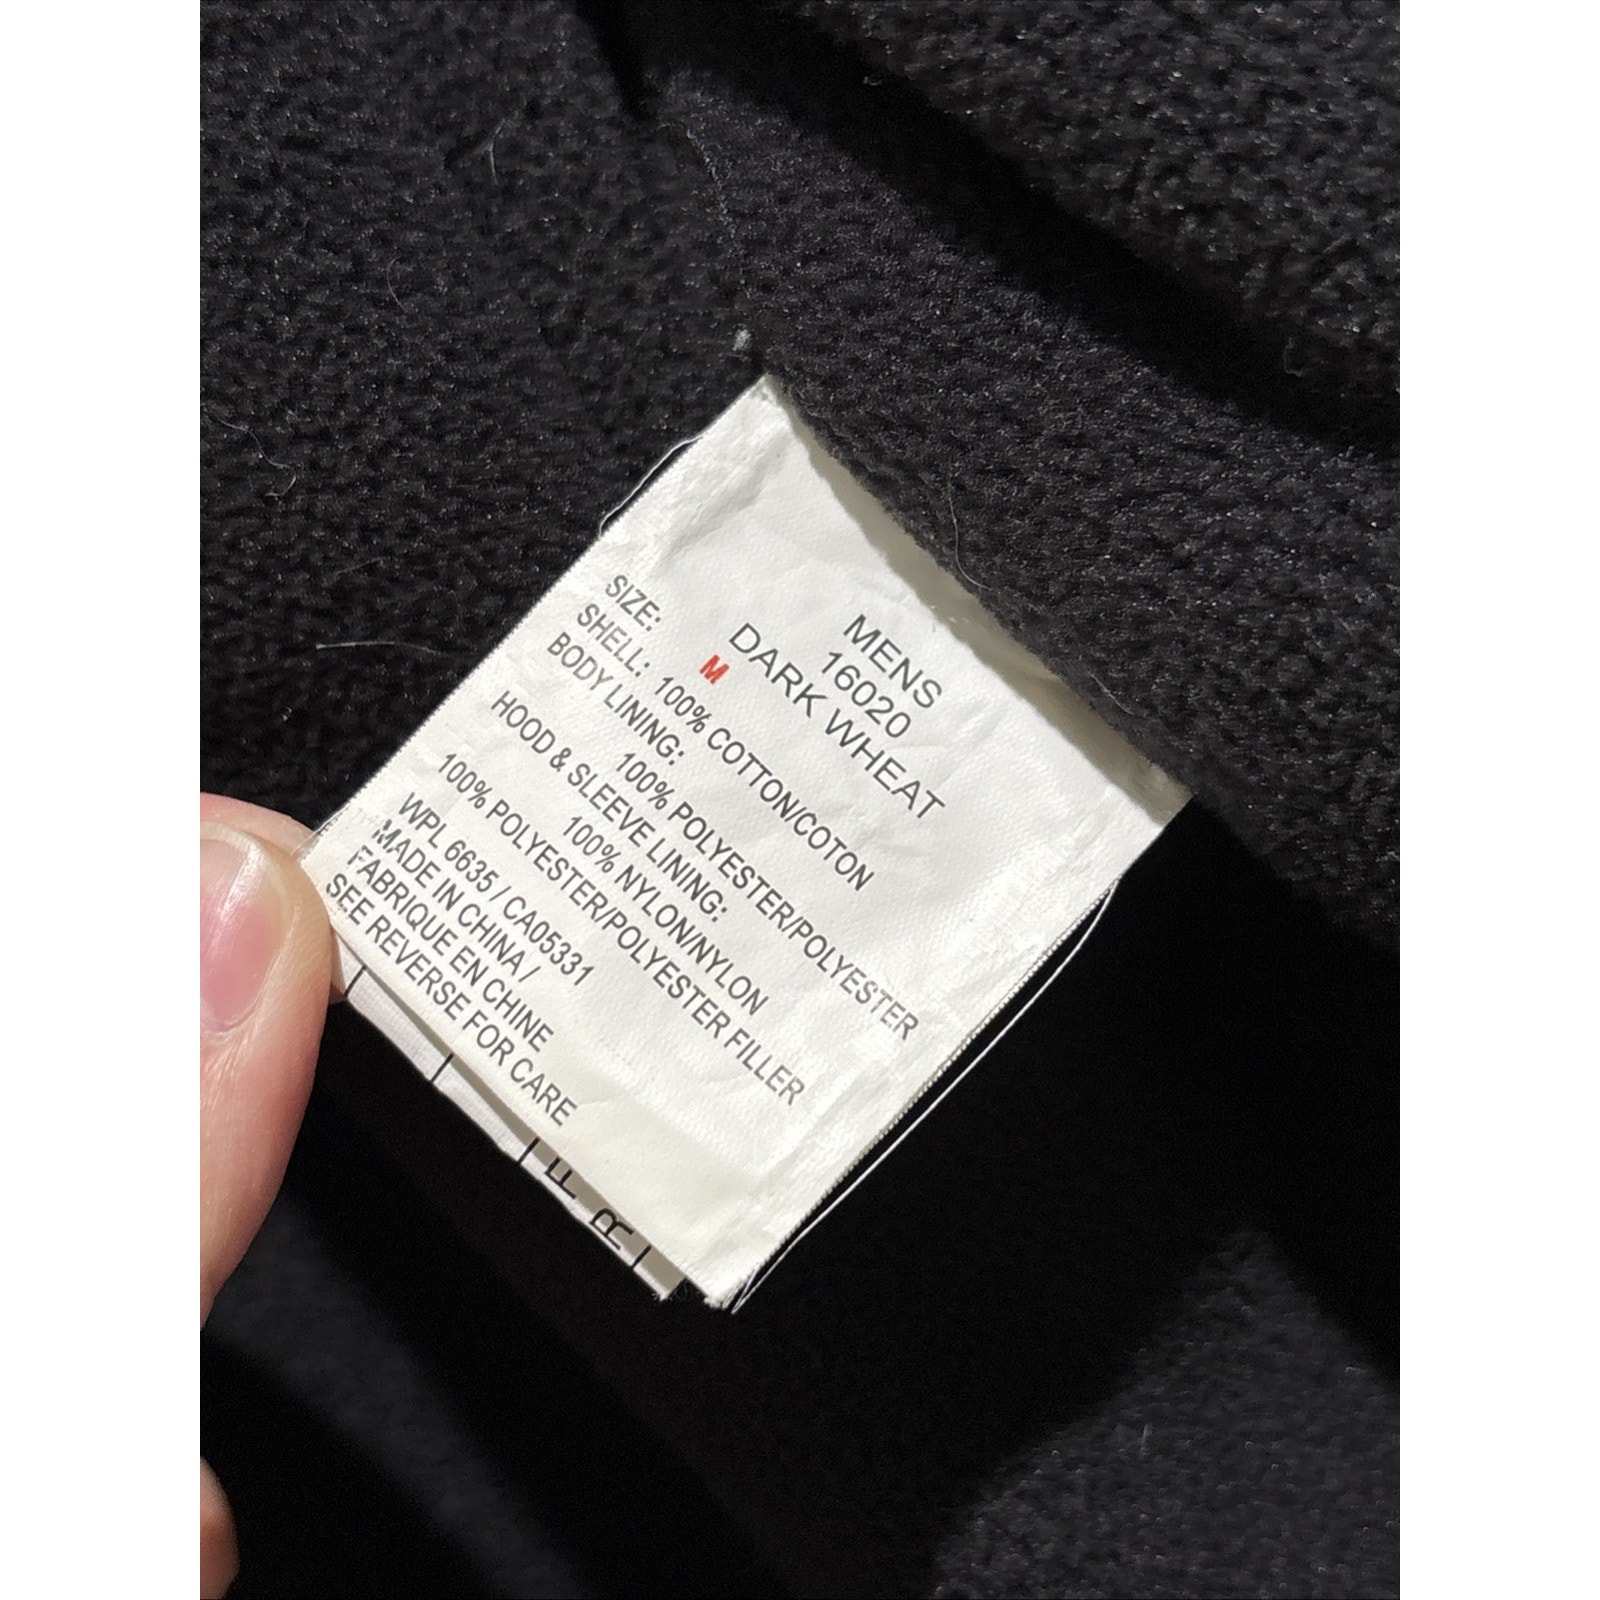 MENS
16020
DARK WHEAT
SIZE: M
SHELL: 100% COTTON/COTON
BODY LINING:
100% POLYESTER/POLYESTER
HOOD & SLEEVE LINING:
100% NYLON/NYLON
100% POLYESTER/POLYESTER FILLER
WPL 6635 / CA05331
MADE IN CHINA /
FABRIQUE EN CHINE
SEE REVERSE FOR CARE